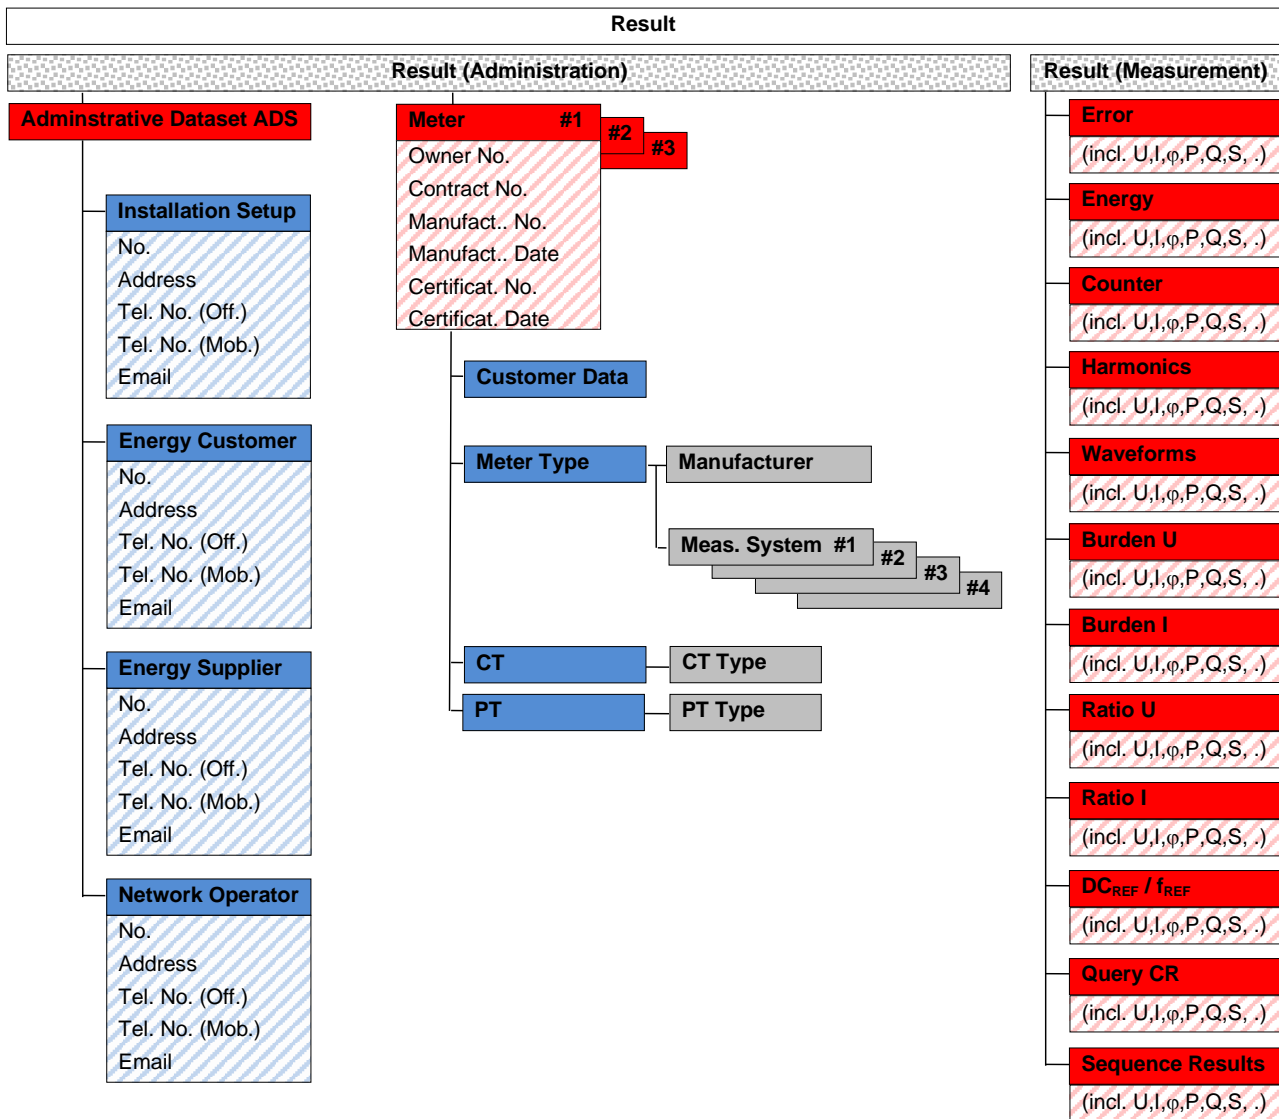 Result
Result (Administration)
Adminstrative Dataset ADS
Installation Setup
No.
Address
Tel. No. (Off.)
Tel. No. (Mob.)
Email
Energy Customer
No.
Address
Tel. No. (Off.)
Tel. No. (Mob.)
Email
Energy Supplier
No.
Address
Tel. No. (Off.)
Tel. No. (Mob.)
Email
Network Operator
No.
Address
Tel. No. (Off.)
Tel. No. (Mob.)
Email
Meter #1
#2
#3
Owner No.
Contract No.
Manufact.. No.
Manufact.. Date
Certificat. No.
Certificat. Date
Customer Data
Meter Type
Manufacturer
Meas. System #1
#2
#3
#4
CT
CT Type
PT
PT Type
Result (Measurement)
Error
(incl. U,I,φ,P,Q,S, .)
Energy
(incl. U,I,φ,P,Q,S, .)
Counter
(incl. U,I,φ,P,Q,S, .)
Harmonics
(incl. U,I,φ,P,Q,S, .)
Waveforms
(incl. U,I,φ,P,Q,S, .)
Burden U
(incl. U,I,φ,P,Q,S, .)
Burden I
(incl. U,I,φ,P,Q,S, .)
Ratio U
(incl. U,I,φ,P,Q,S, .)
Ratio I
(incl. U,I,φ,P,Q,S, .)
DCREF / fREF
(incl. U,I,φ,P,Q,S, .)
Query CR
(incl. U,I,φ,P,Q,S, .)
Sequence Results
(incl. U,I,φ,P,Q,S, .)